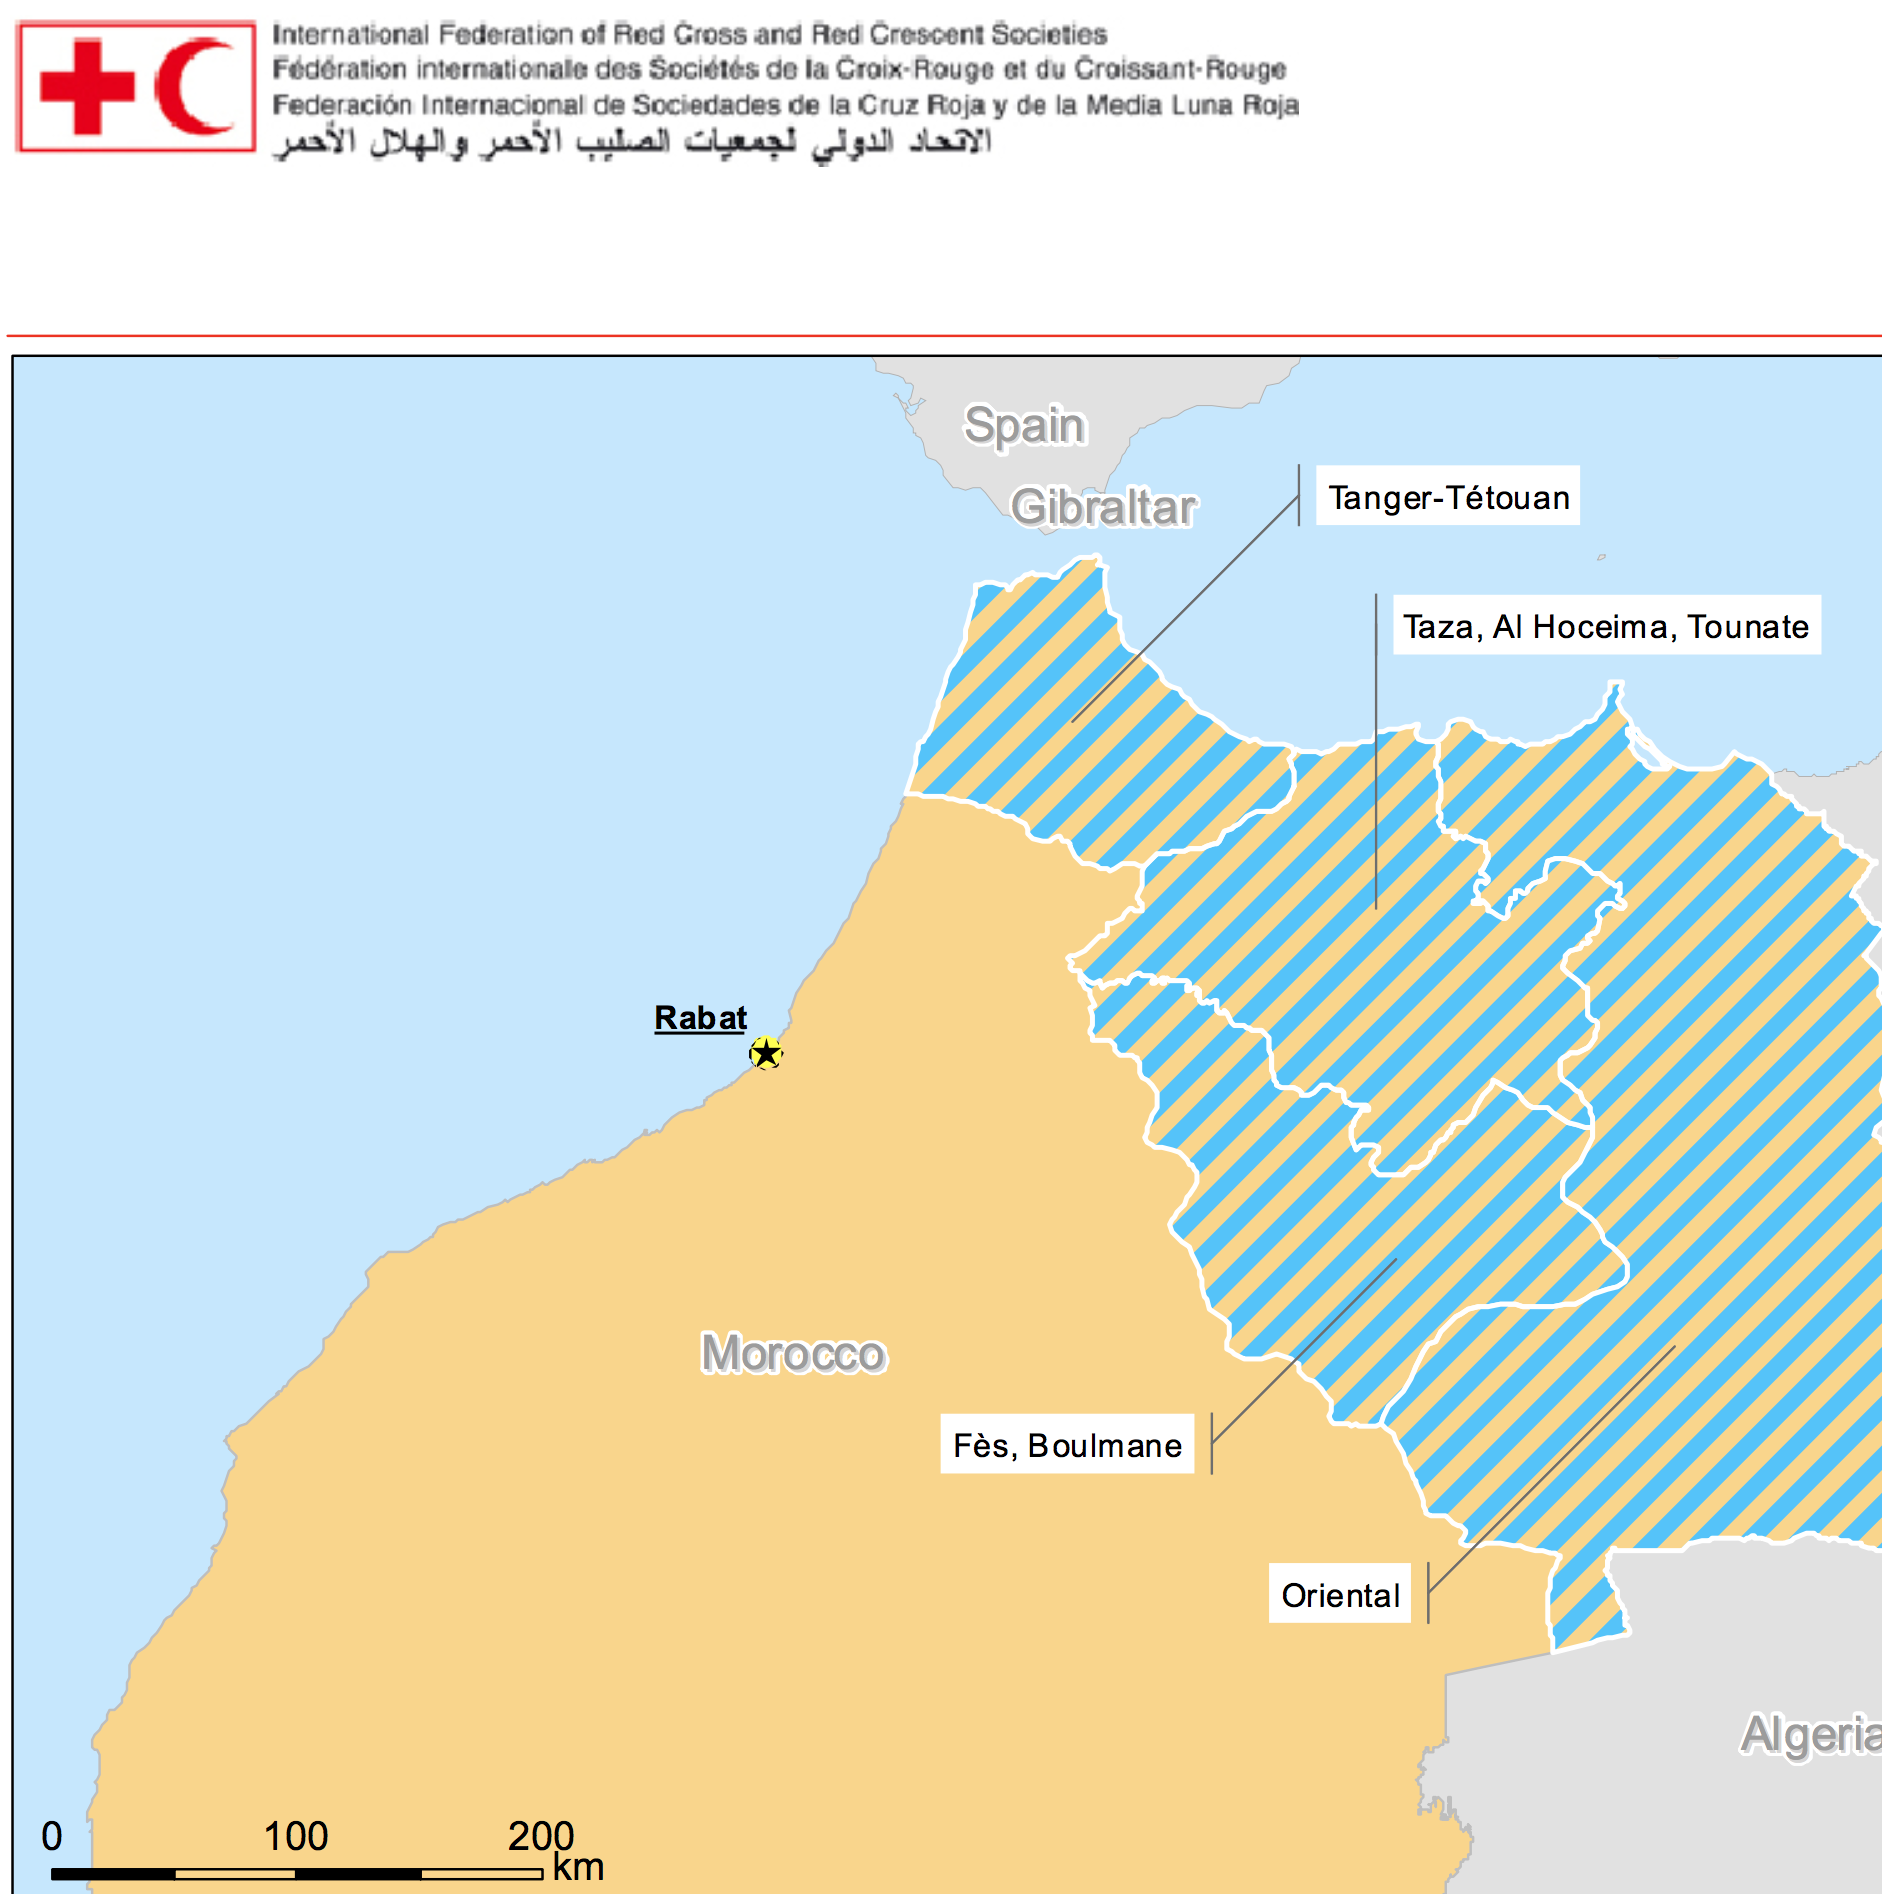 International Federation of Red Cross and Red Crescent Societies
Fédération internationale des Sociétés de la Croix-Rouge et du Croissant-Rouge
Federación Internacional de Sociedades de la Cruz Roja y de la Media Luna Roja
الاتحاد الدولي لجمعيات الصليب الأحمر والهلال الأحمر
Spain
Gibraltar
Tanger-Tétouan
Taza, Al Hoceima, Tounate
Rabat
Morocco
Fès, Boulmane
Oriental
Algeria
0 100 200
km